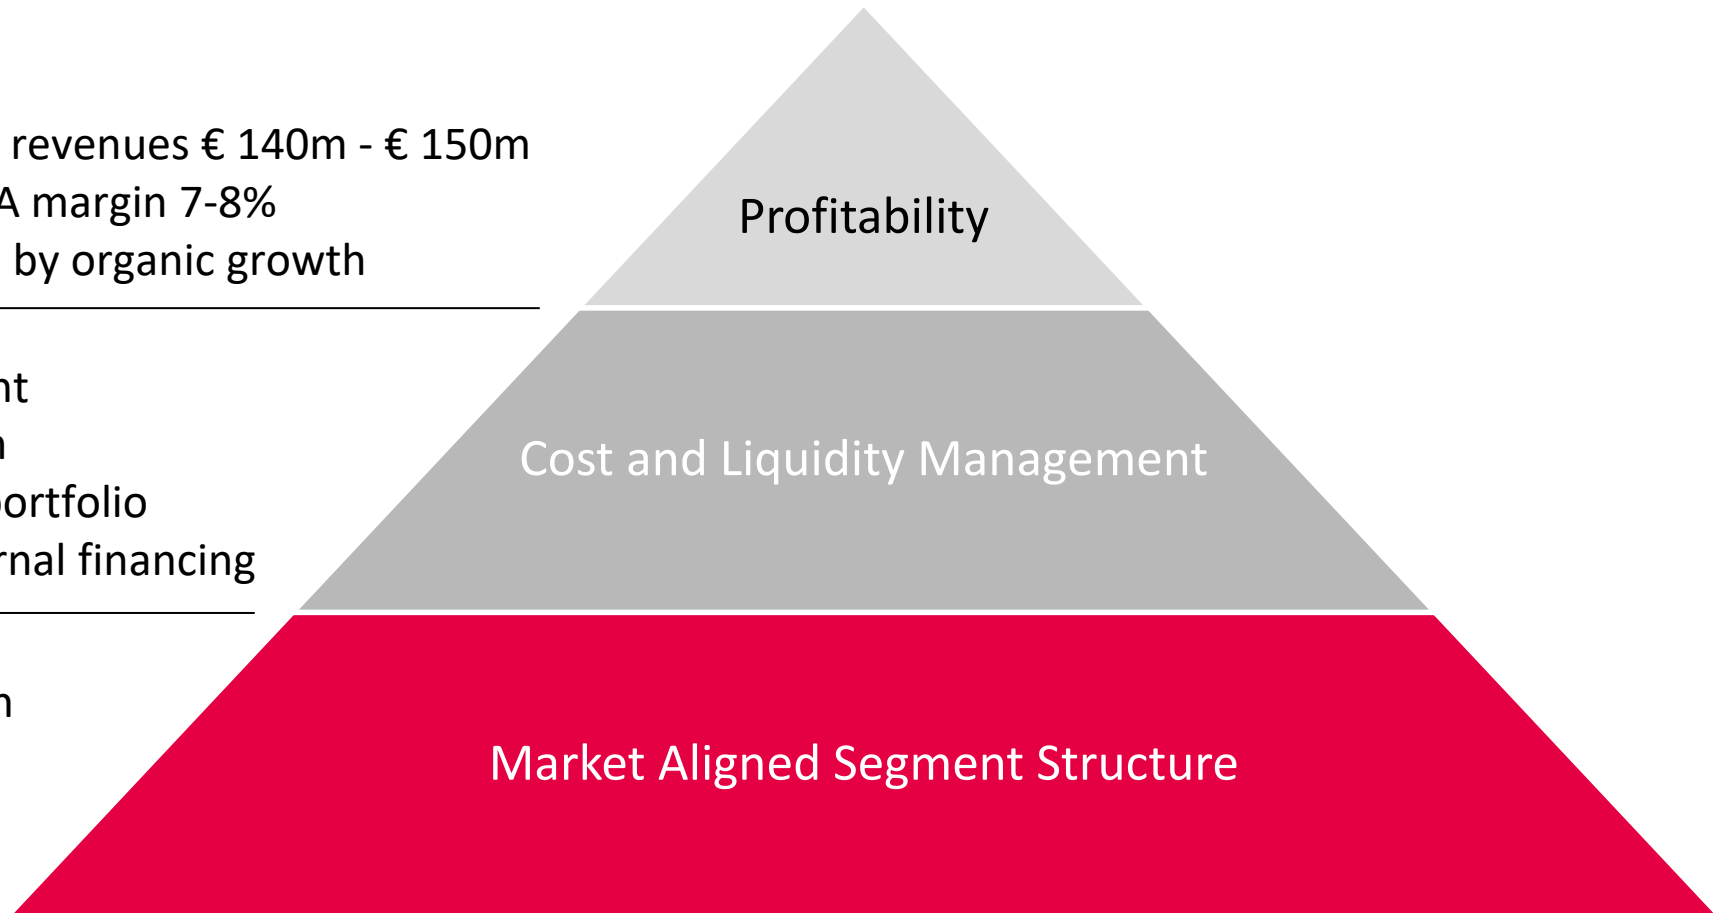 revenues € 140m - € 150m
A margin 7-8%
Profitability
by organic growth
nt
n
Cost and Liquidity Management
portfolio
rnal financing
n
Market Aligned Segment Structure